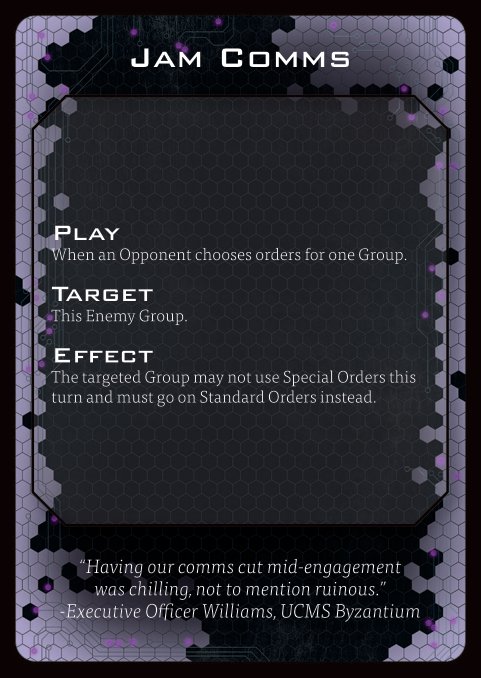 Jam Comms
Play
When an Opponent chooses orders for one Group.
Target
This Enemy Group.
Effect
The targeted Group may not use Special Orders this
turn and must go on Standard Orders instead.
“Having our comms cut mid-engagement
was chilling, not to mention ruinous.”
-Executive Officer Williams, UCMS Byzantium